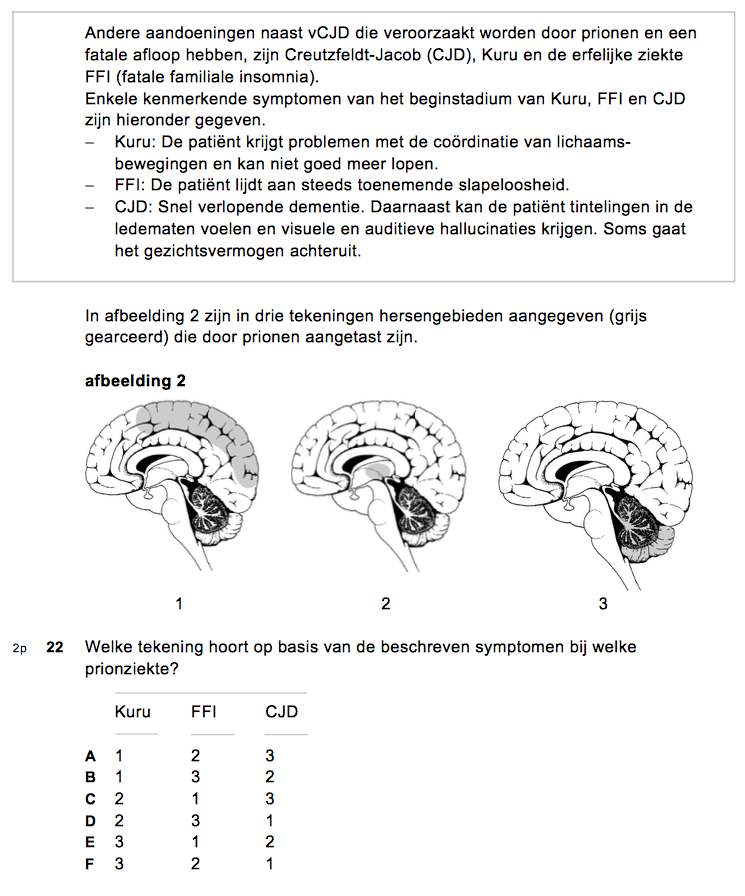 Andere aandoeningen naast vCJD die veroorzaakt worden door prionen en een
fatale afloop hebben, zijn Creutzfeldt-Jacob (CJD), Kuru en de erfelijke ziekte
FFI (fatale familiale insomnia).
Enkele kenmerkende symptomen van het beginstadium van Kuru, FFI en CJD
zijn hieronder gegeven.
– Kuru: De patiënt krijgt problemen met de coördinatie van lichaams-
bewegingen en kan niet goed meer lopen.
– FFI: De patiënt lijdt aan steeds toenemende slapeloosheid.
– CJD: Snel verlopende dementie. Daarnaast kan de patiënt tintelingen in de
ledematen voelen en visuele en auditieve hallucinaties krijgen. Soms gaat
het gezichtsvermogen achteruit.
In afbeelding 2 zijn in drie tekeningen hersengebieden aangegeven (grijs
gearceerd) die door prionen aangetast zijn.
afbeelding 2
1 2 3
2p 22 Welke tekening hoort op basis van de beschreven symptomen bij welke
prionziekte?
Kuru FFI CJD
A 1 2 3
B 1 3 2
C 2 1 3
D 2 3 1
E 3 1 2
F 3 2 1